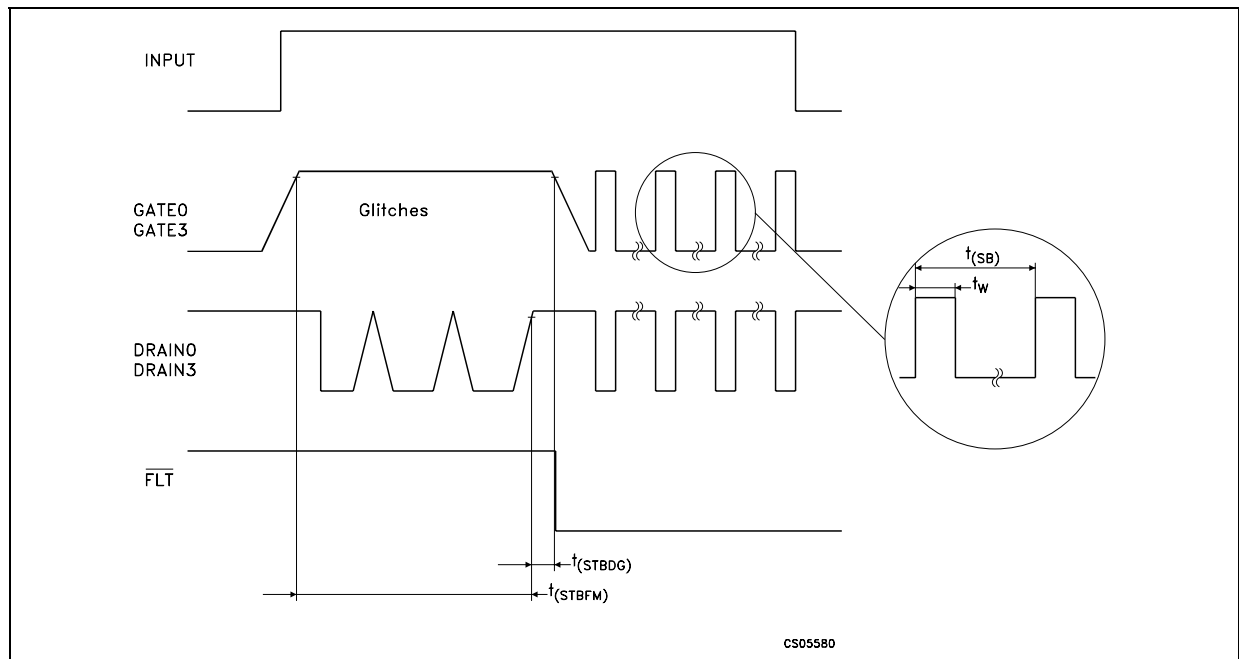 INPUT
GATE0
GATE3
Glitches
t(SB)
tW
DRAIN0
DRAIN3
FLT
t(STBDG)
t(STBFM)
CS05580